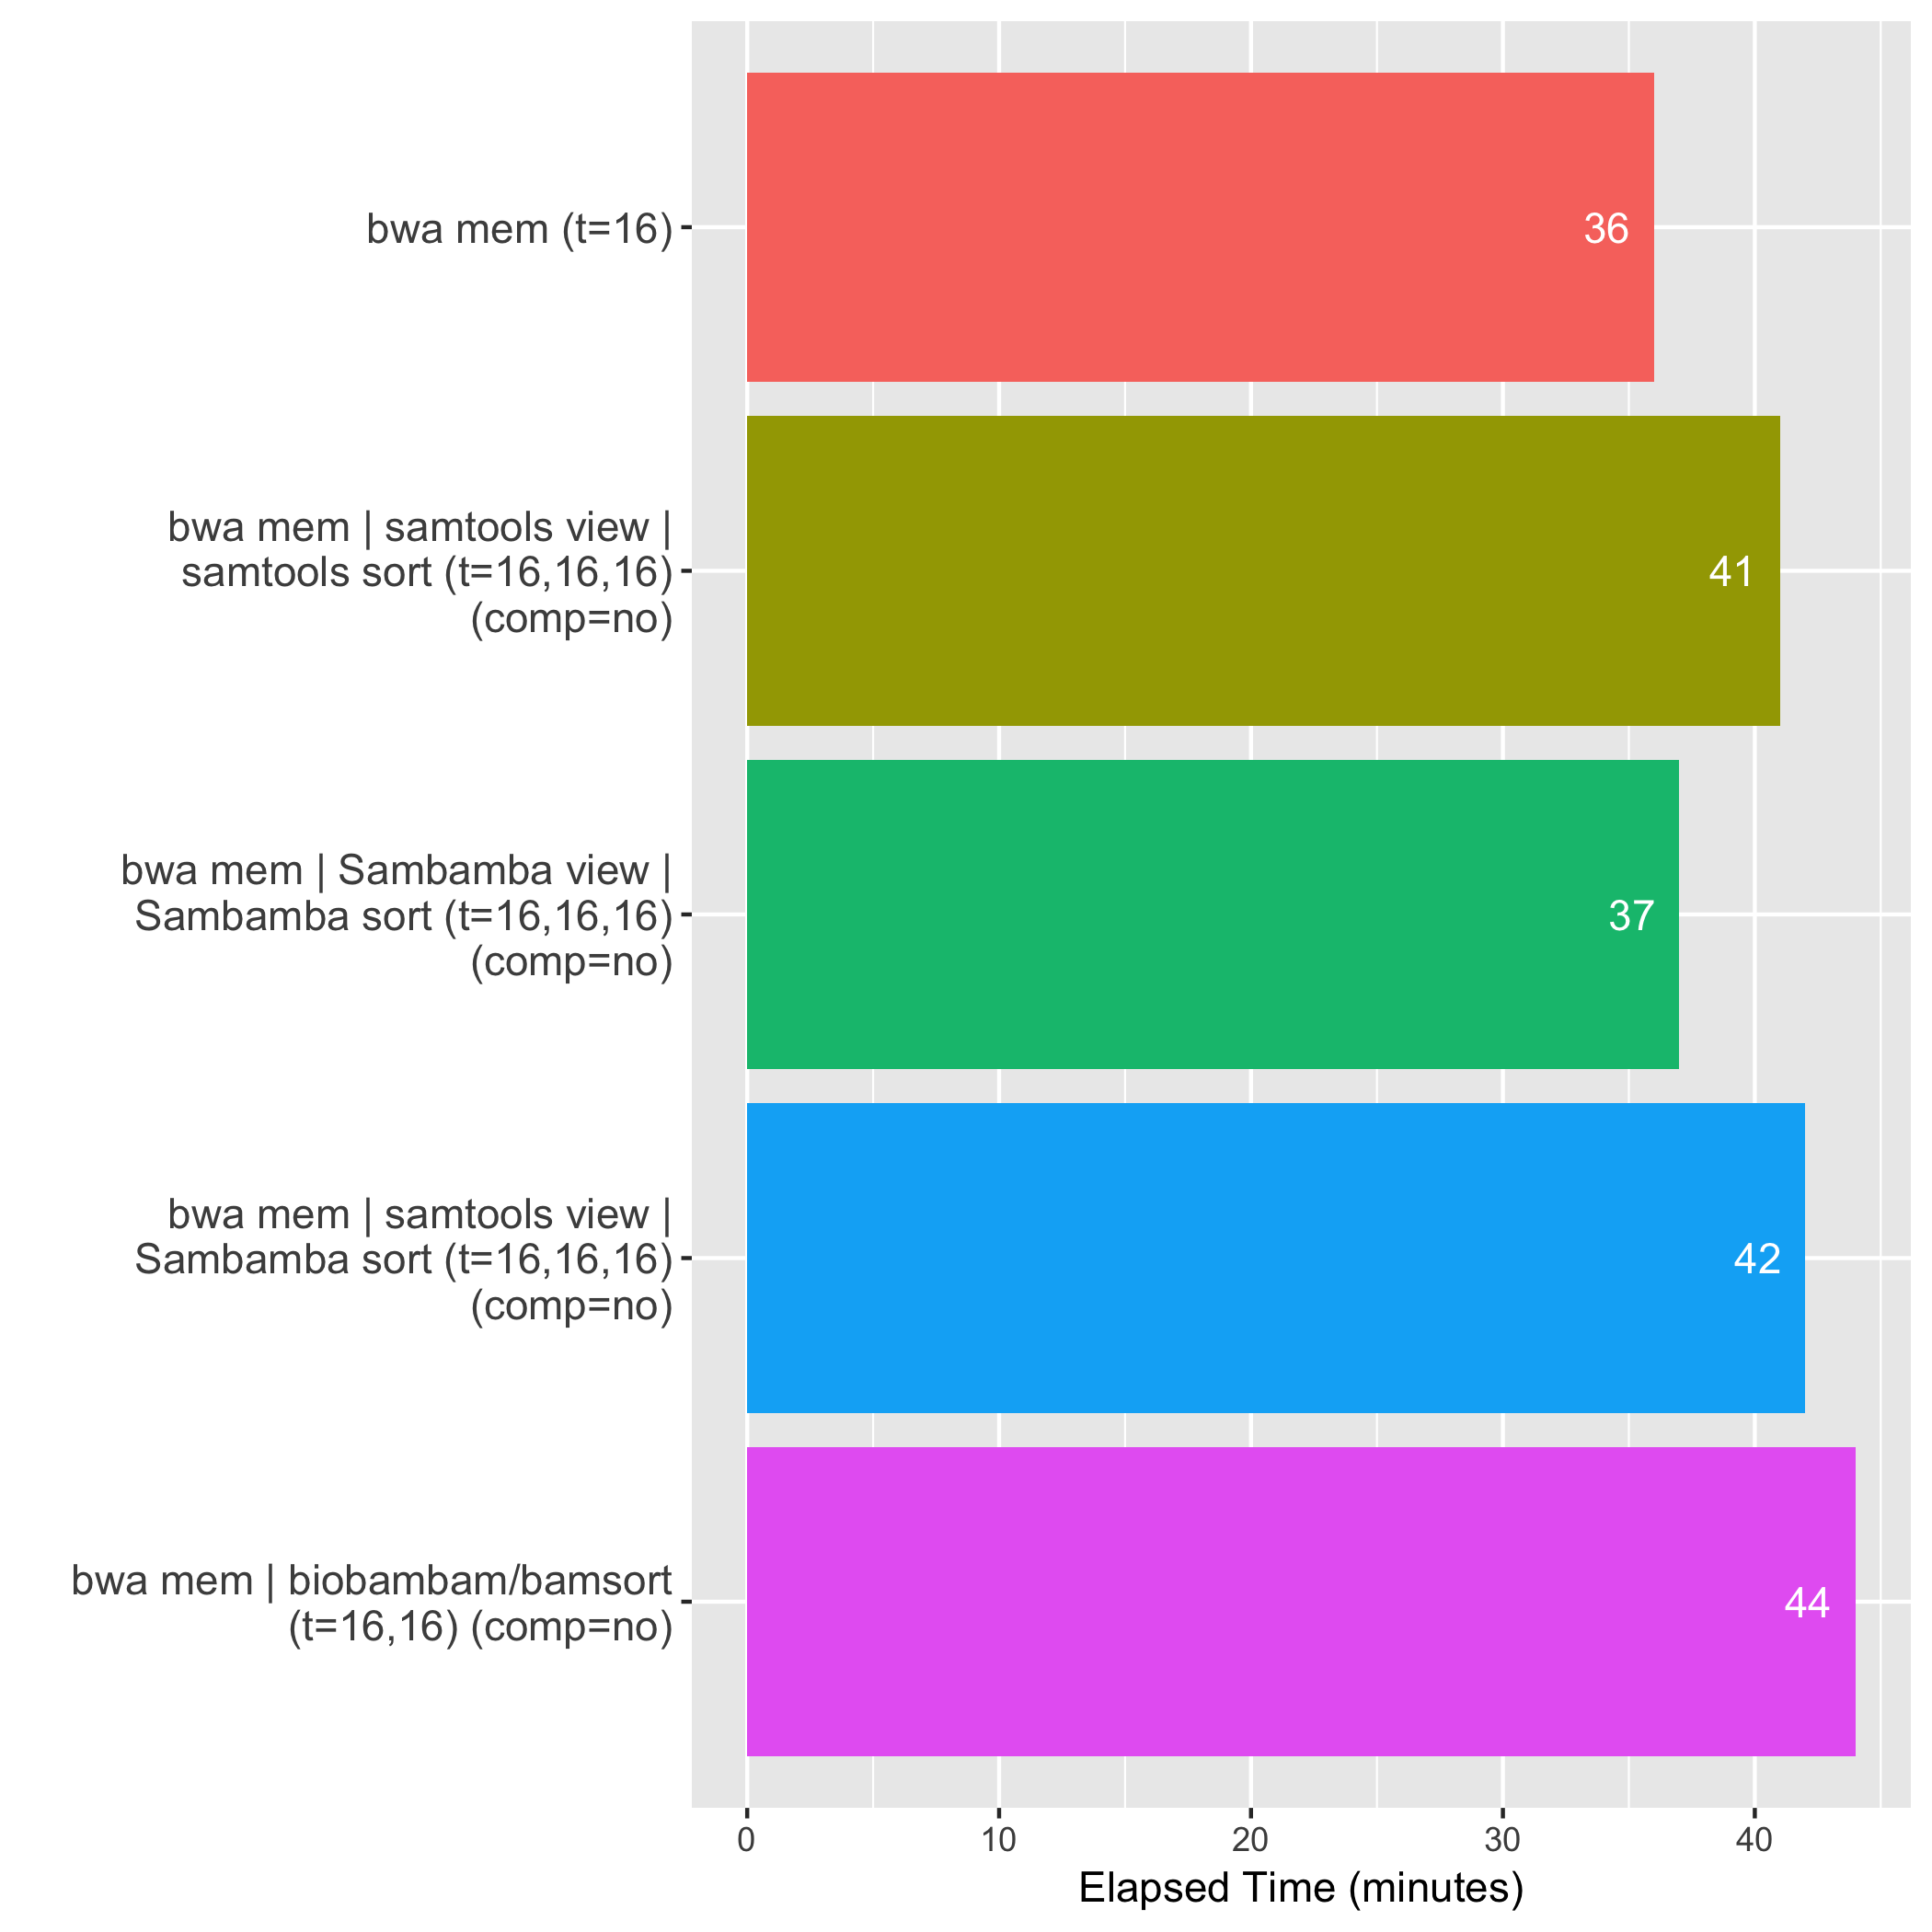 bwa mem (t=16)
36
bwa mem | samtools view |
samtools sort (t=16,16,16)
(comp=no)
41
bwa mem | Sambamba view |
Sambamba sort (t=16,16,16)
(comp=no)
37
bwa mem | samtools view |
Sambamba sort (t=16,16,16)
(comp=no)
42
bwa mem | biobambam/bamsort
(t=16,16) (comp=no)
44
0 10 20 30 40
Elapsed Time (minutes)